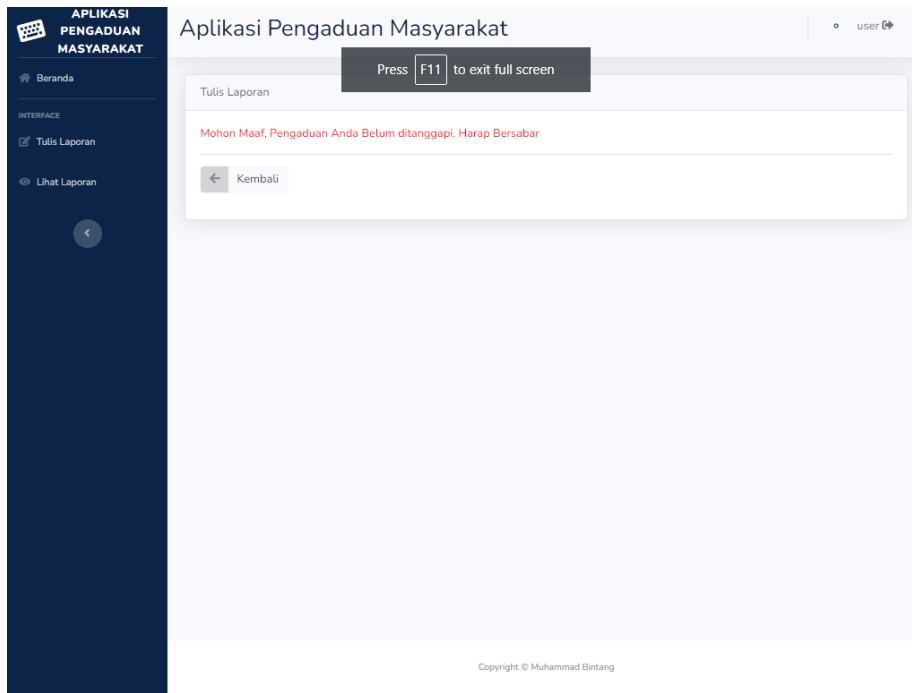 APLIKASI
PENGADUAN
MASYARAKAT
Beranda
INTERFACE
Tulis Laporan
Lihat Laporan
Aplikasi Pengaduan Masyarakat
user
Press F11 to exit full screen
Tulis Laporan
Mohon Maaf, Pengaduan Anda Belum ditanggapi. Harap Bersabar
Kembali
Copyright © Muhammad Bintang